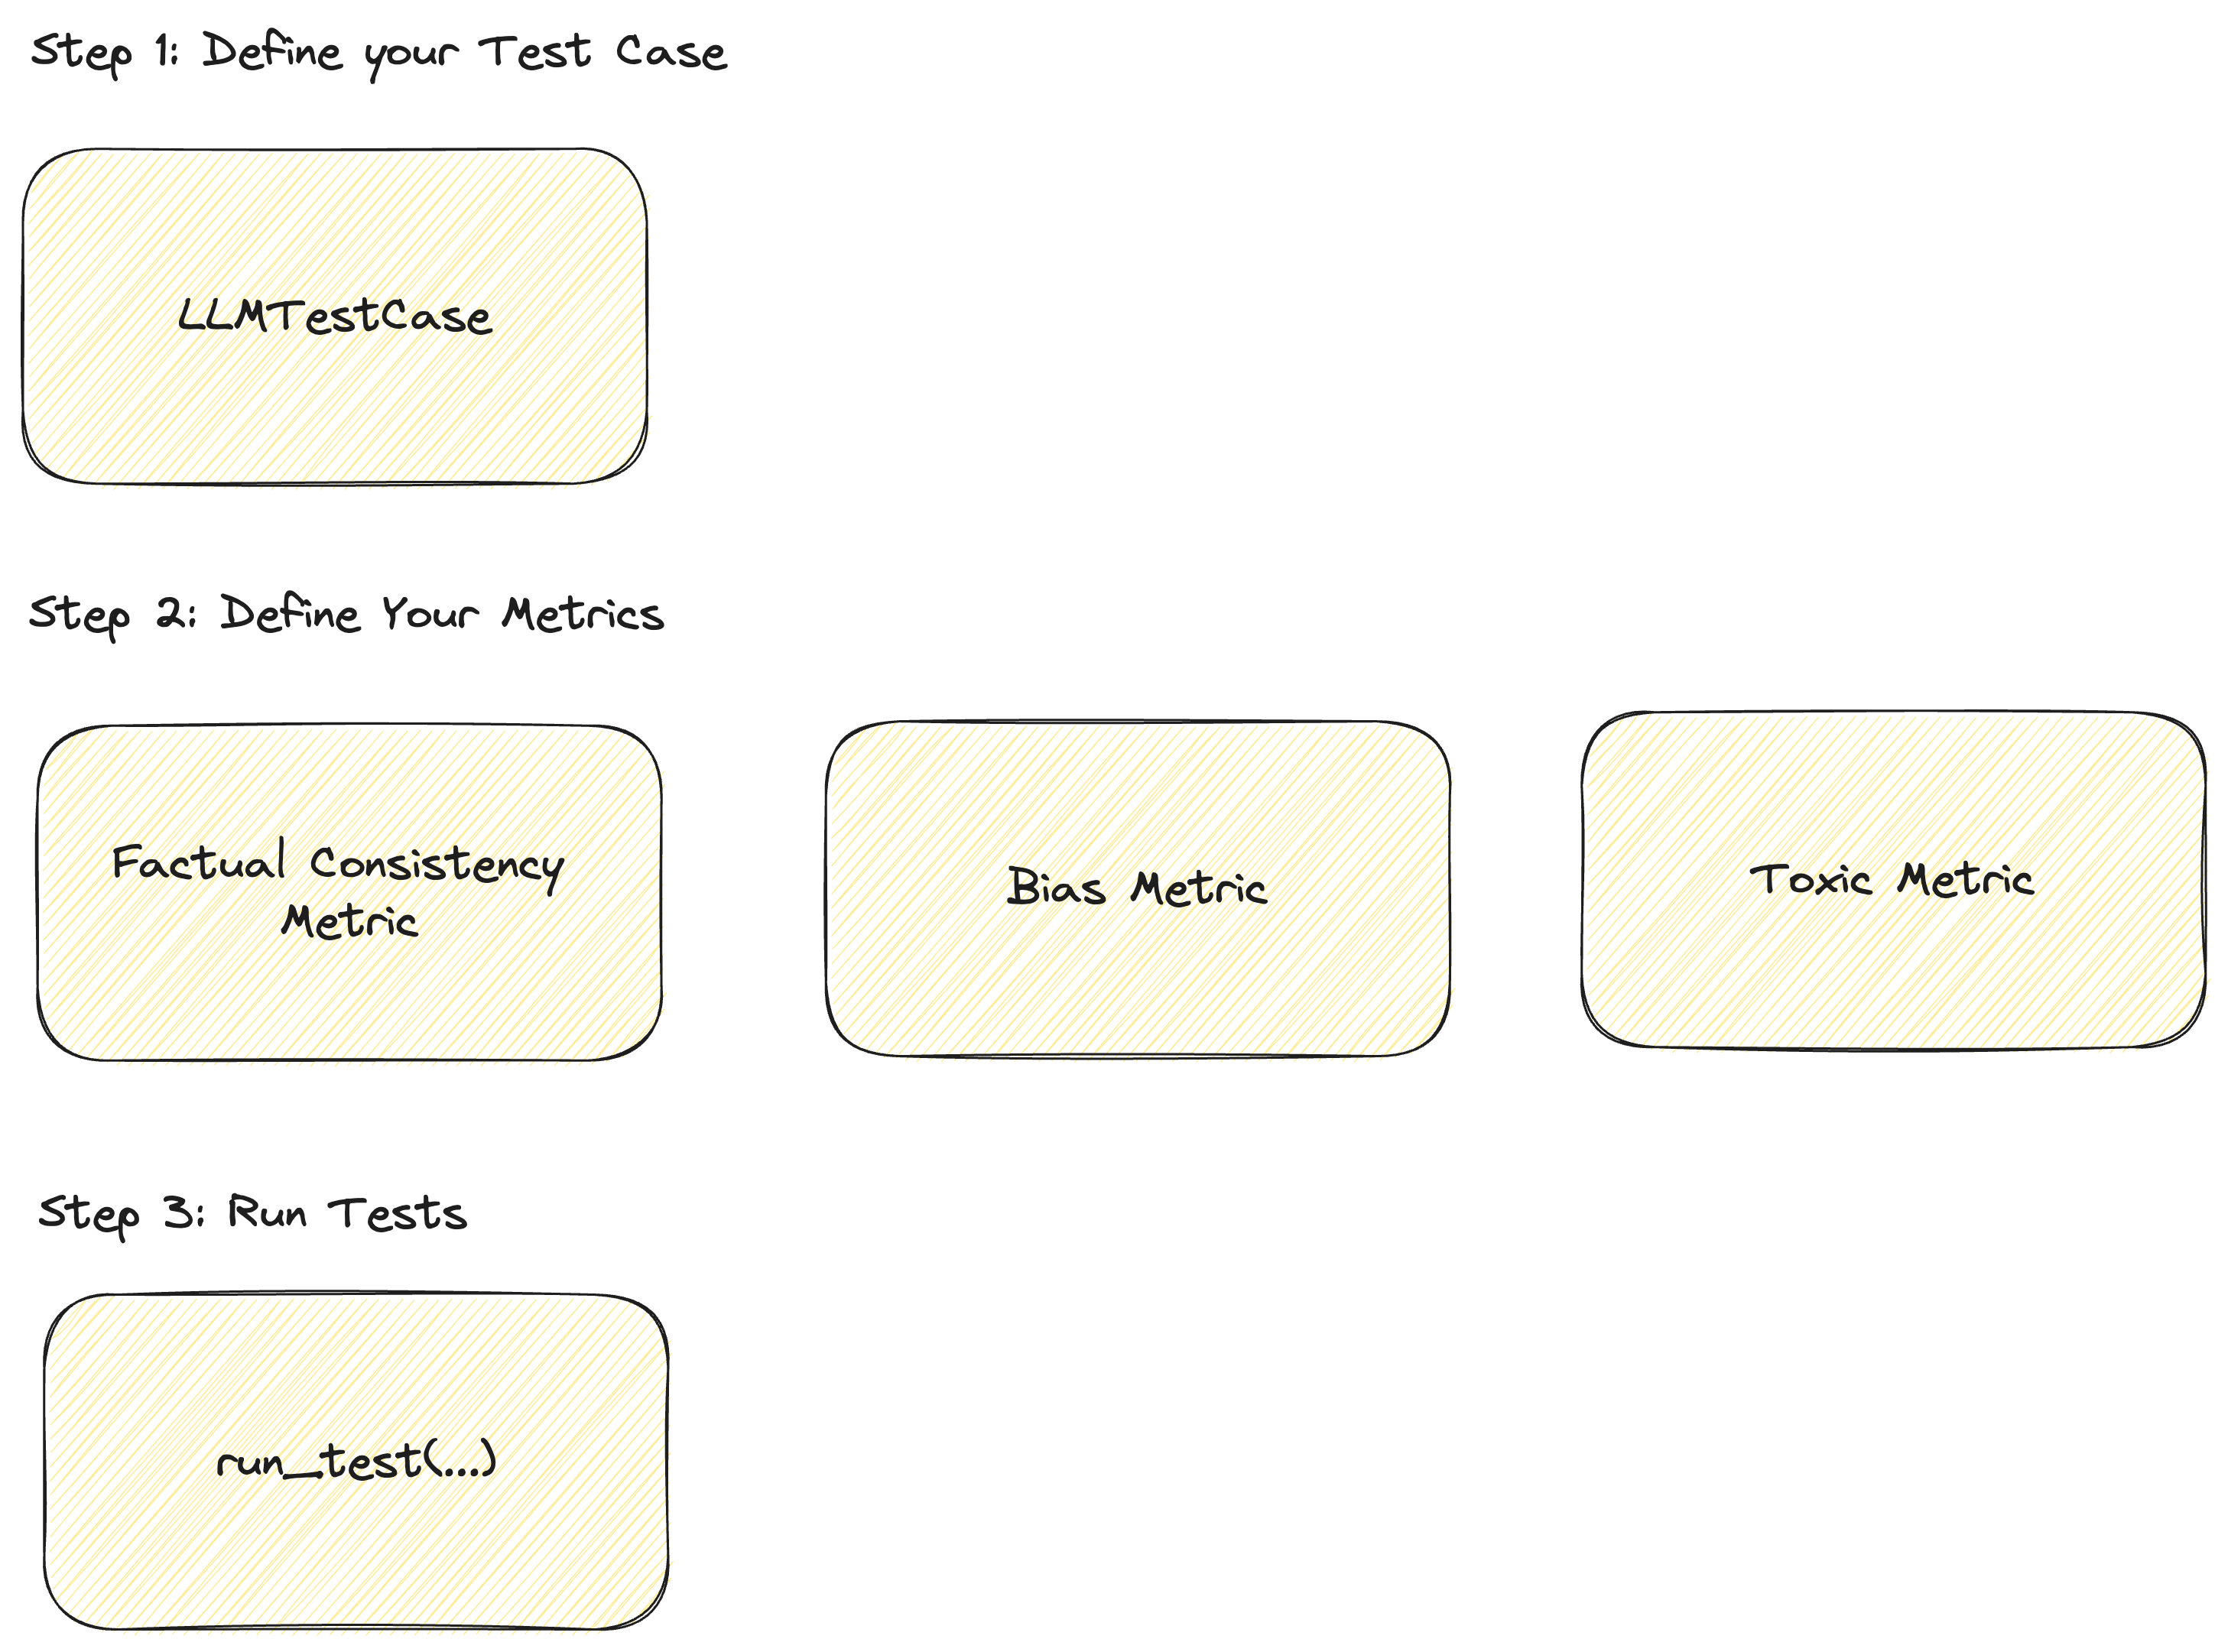 Step 1: Define your Test Case
LLMTestCase
Step 2: Define Your Metrics
Factual Consistency
Metric
Bias Metric
Toxic Metric
Step 3: Run Tests
run_test(...)